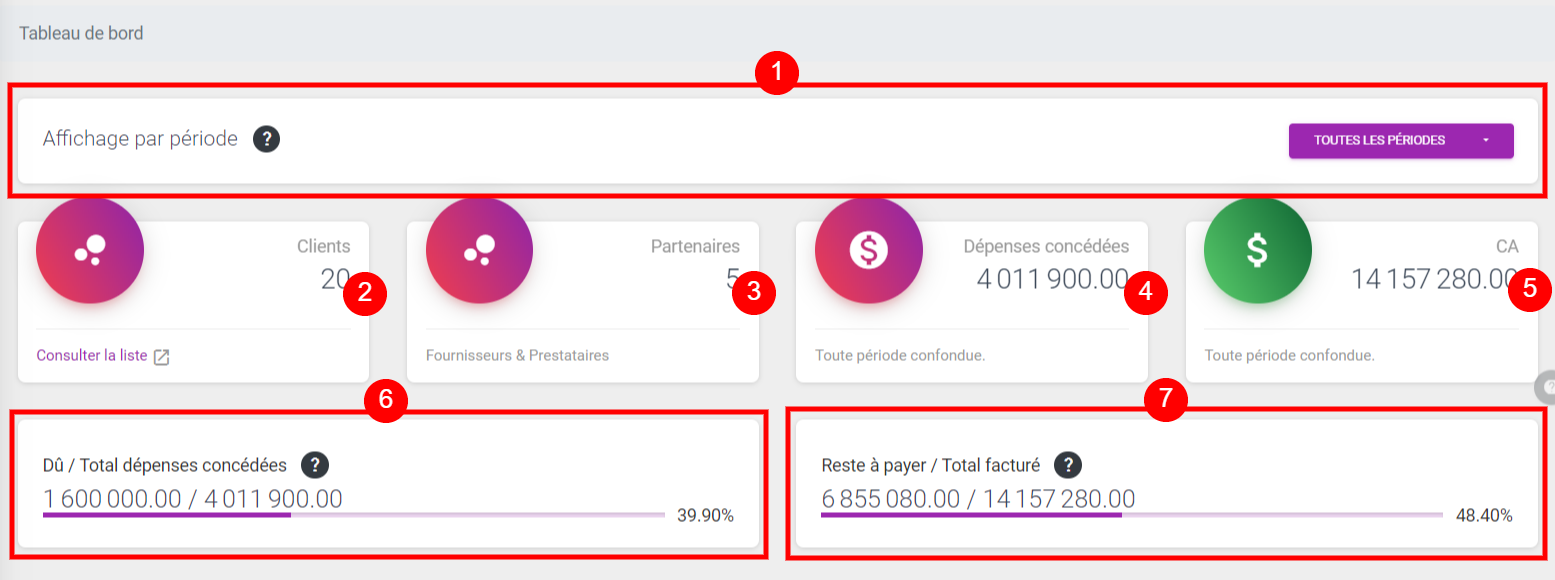 Tableau de bord
1
Affichage par période ?
TOUTES LES PÉRIODES
Clients
20
2
Consulter la liste
Partenaires
5
3
Fournisseurs & Prestataires
$
Dépenses concédées
4 011 900.00
4
Toute période confondue.
$
CA
14 157 280.00
5
Toute période confondue.
?
6
Dû / Total dépenses concédées ?
1 600 000.00 / 4 011 900.00
39.90%
7
Reste à payer / Total facturé ?
6 855 080.00 / 14 157 280.00
48.40%